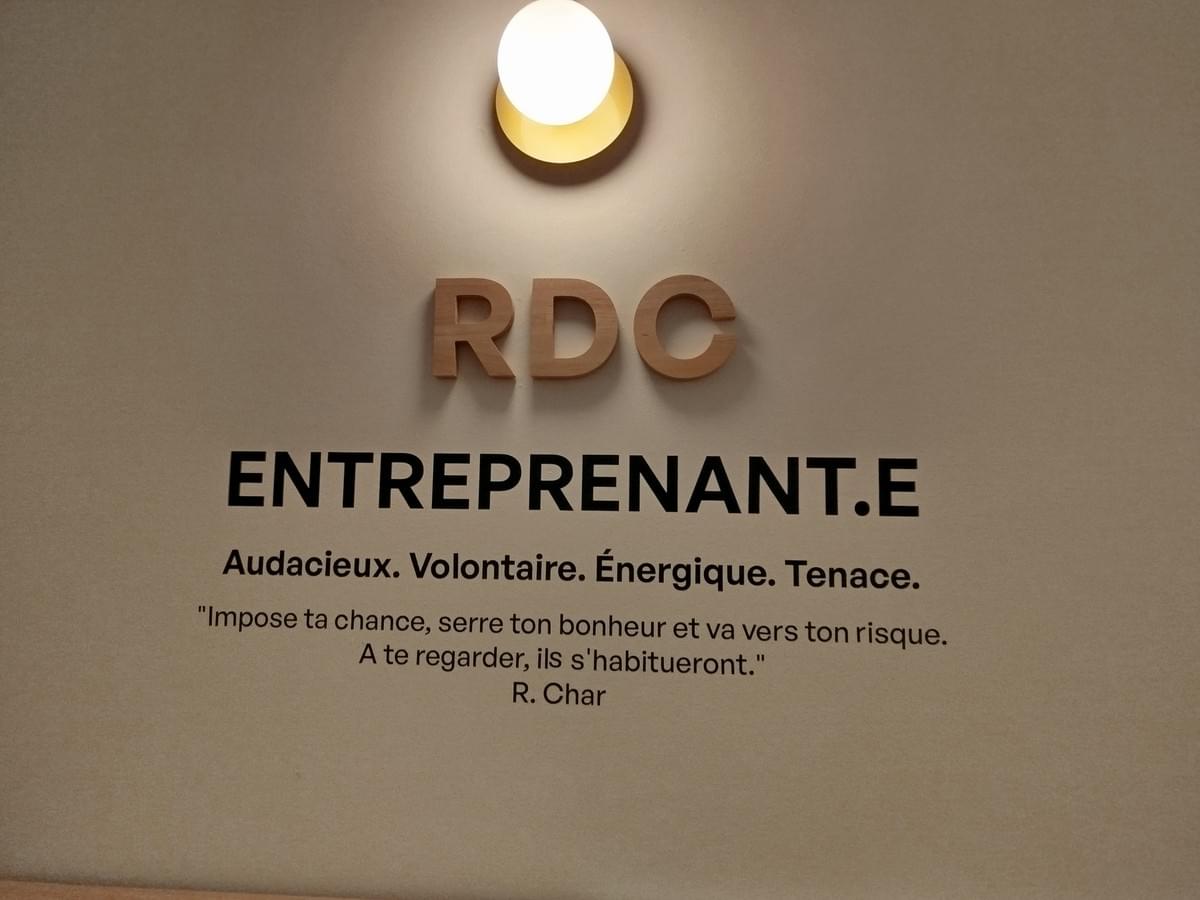 RDC
ENTREPRENANT.E
Audacieux. Volontaire. Énergique. Tenace.
"Impose ta chance, serre ton bonheur et va vers ton risque.
A te regarder, ils s'habitueront."
R. Char